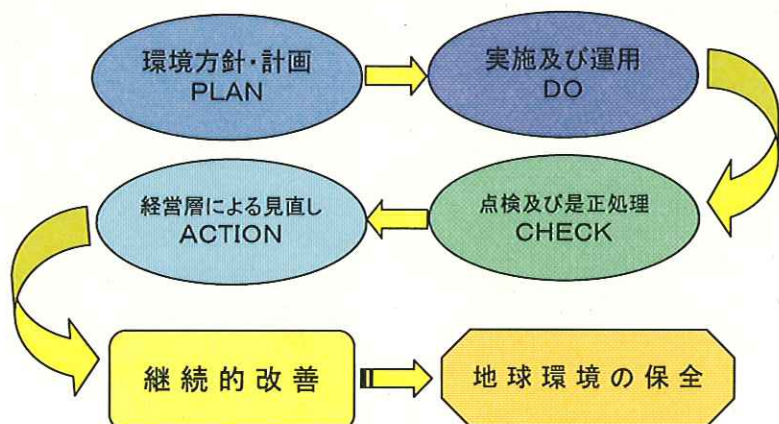 環境方針・計画
PLAN
実施及び運用
DO
経営層による見直し
ACTION
点検及び是正処理
CHECK
継続的改善
地球環境の保全